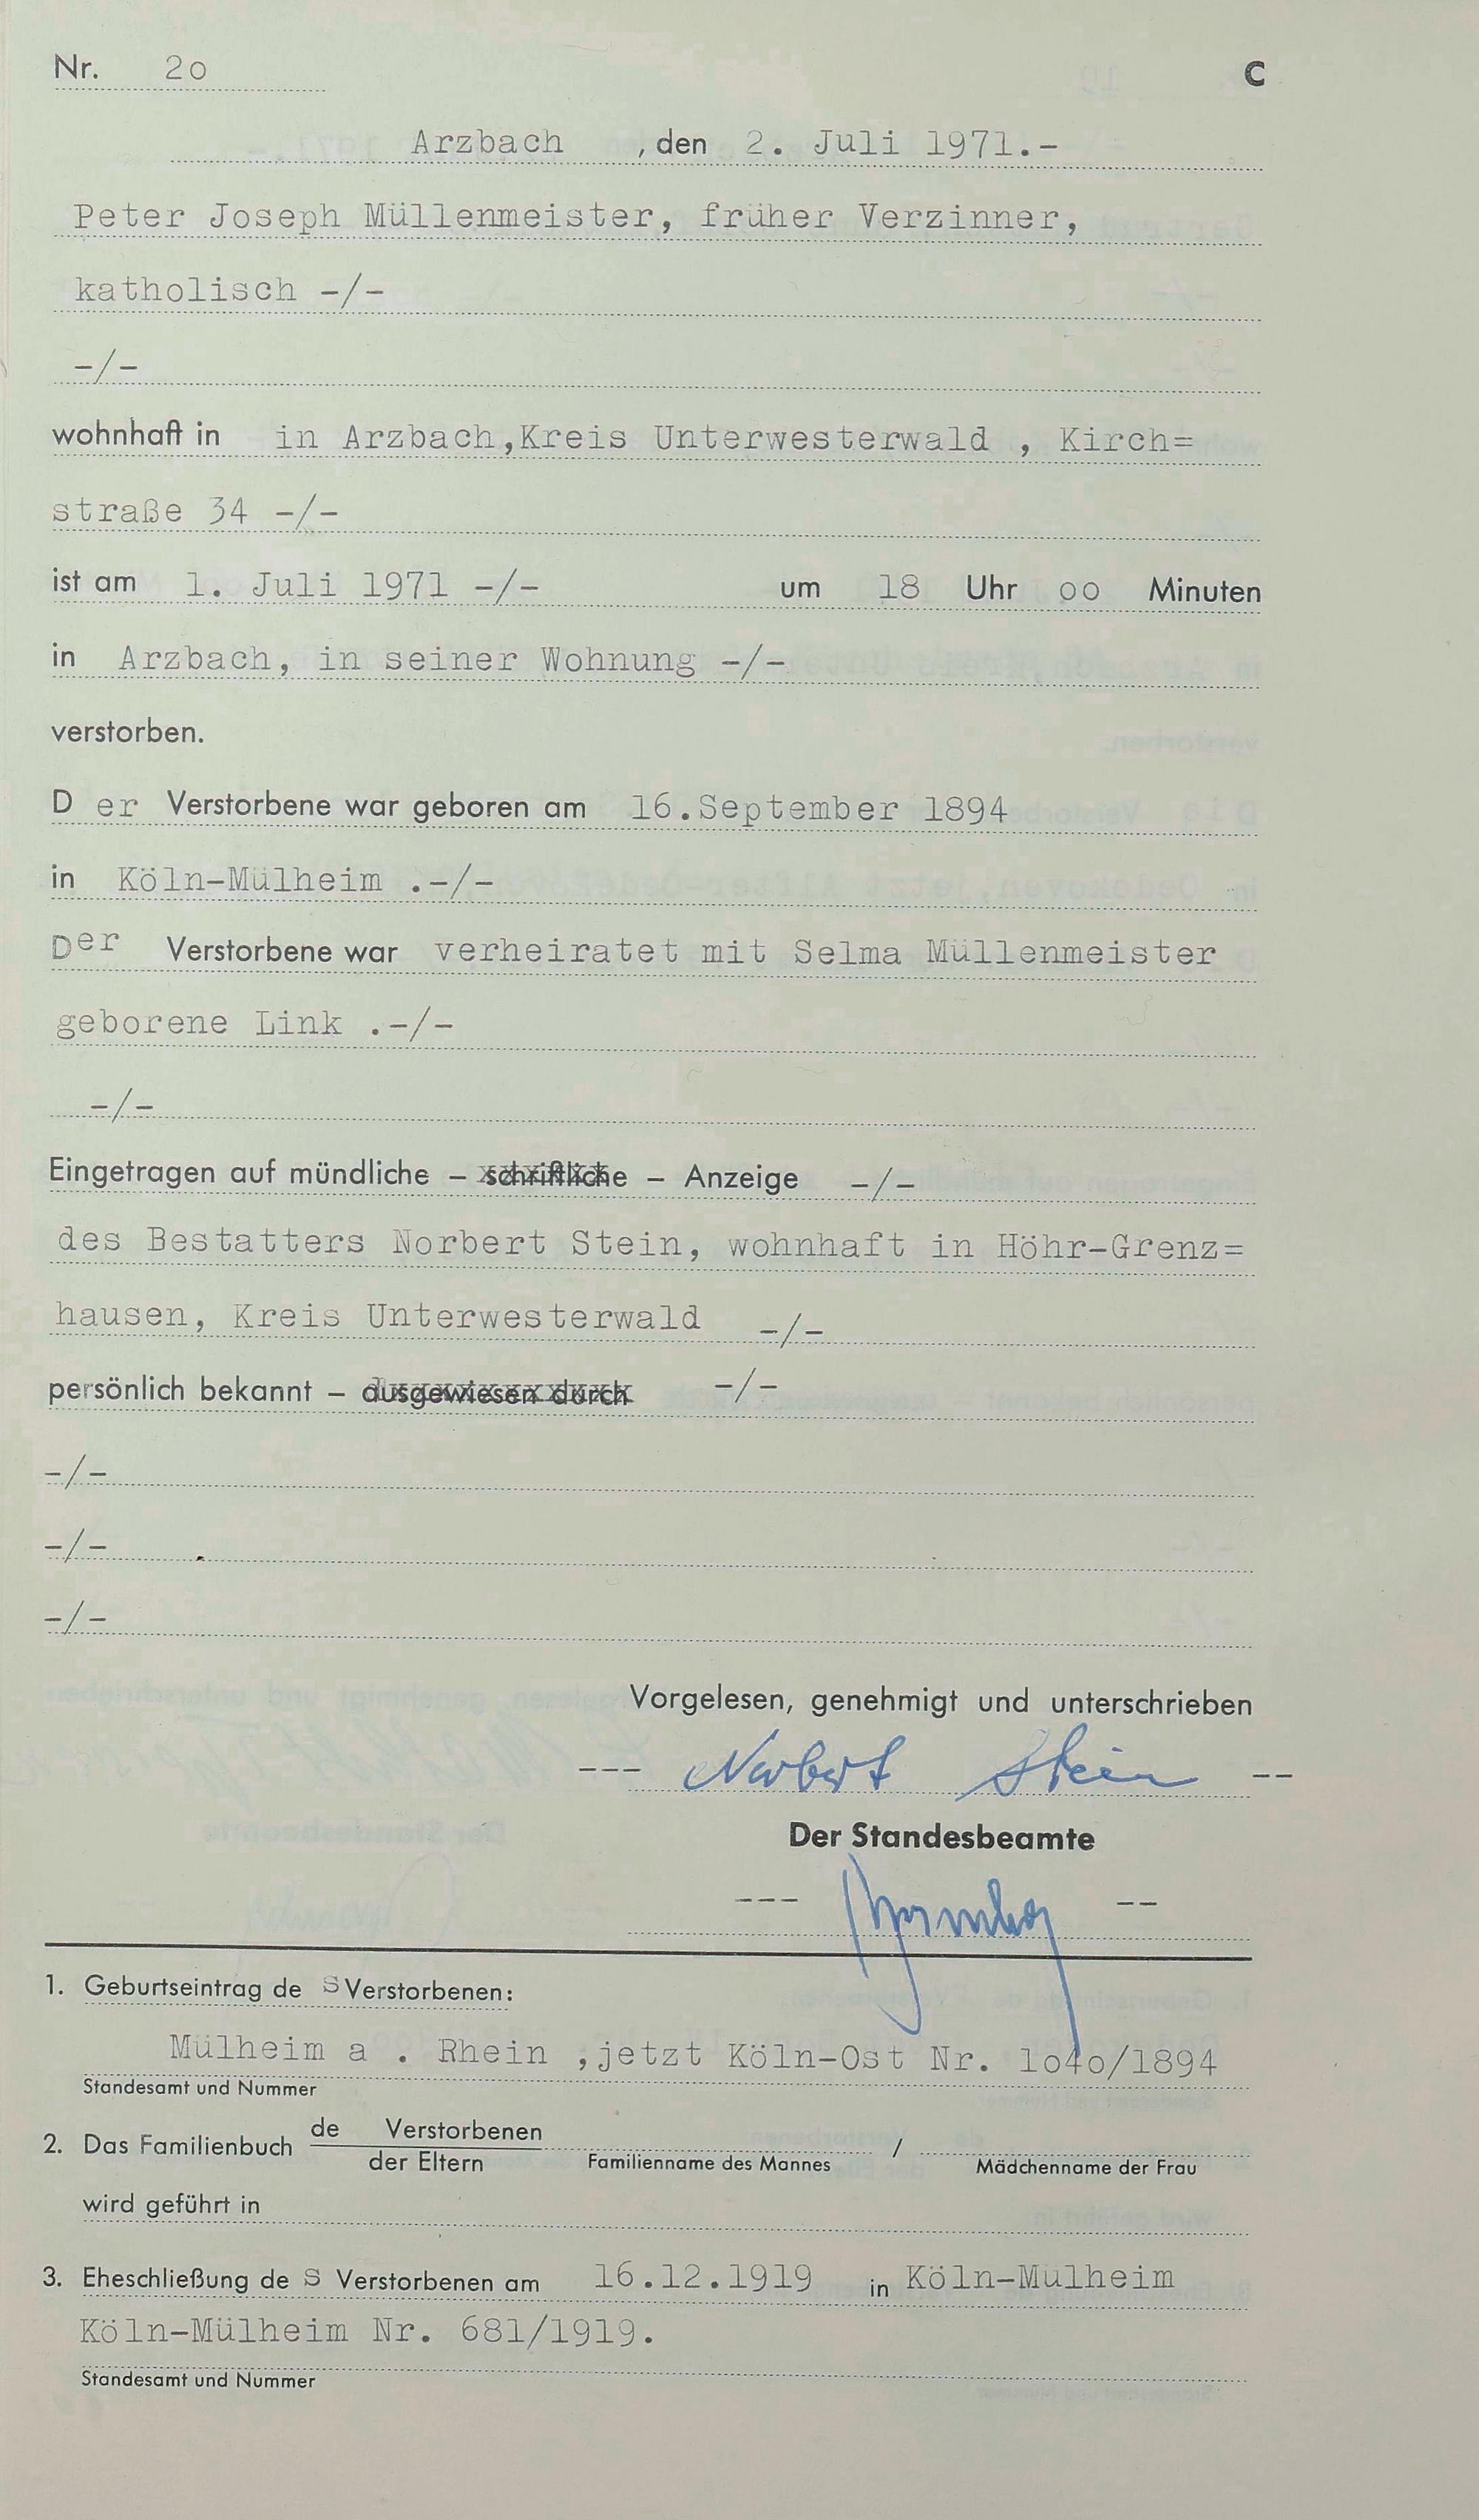 Nr. 2o C
Arzbach , den 2. Juli 1971.-
Peter Joseph Müllenmeister, früher Verzinner,
katholisch -/-
-/-
wohnhaft in in Arzbach,Kreis Unterwesterwald , Kirch=
straße 34 -/-
ist am 1. Juli 1971 -/- um 18 Uhr oo Minuten
in Arzbach, in seiner Wohnung -/-
verstorben.
D er Verstorbene war geboren am 16.September 1894
in Köln-Mülheim .-/-
Der Verstorbene war verheiratet mit Selma Müllenmeister
geborene Link .-/-
-/-
Eingetragen auf mündliche – schriftliche – Anzeige -/-
des Bestatters Norbert Stein, wohnhaft in Höhr-Grenz=
hausen, Kreis Unterwesterwald -/-
persönlich bekannt – ausgewiesen durch -/-
-/-
-/-
-/-
Vorgelesen, genehmigt und unterschrieben
--- Norbert Stein --
Der Standesbeamte
--- --
1. Geburtseintrag de S Verstorbenen:
Mülheim a . Rhein ,jetzt Köln-Ost Nr. 1o4o/1894
Standesamt und Nummer
2. Das Familienbuch de Verstorbenen /
der Eltern Familienname des Mannes Mädchenname der Frau
wird geführt in
3. Eheschließung de S Verstorbenen am 16.12.1919 in Köln-Mülheim
Köln-Mülheim Nr. 681/1919.
Standesamt und Nummer